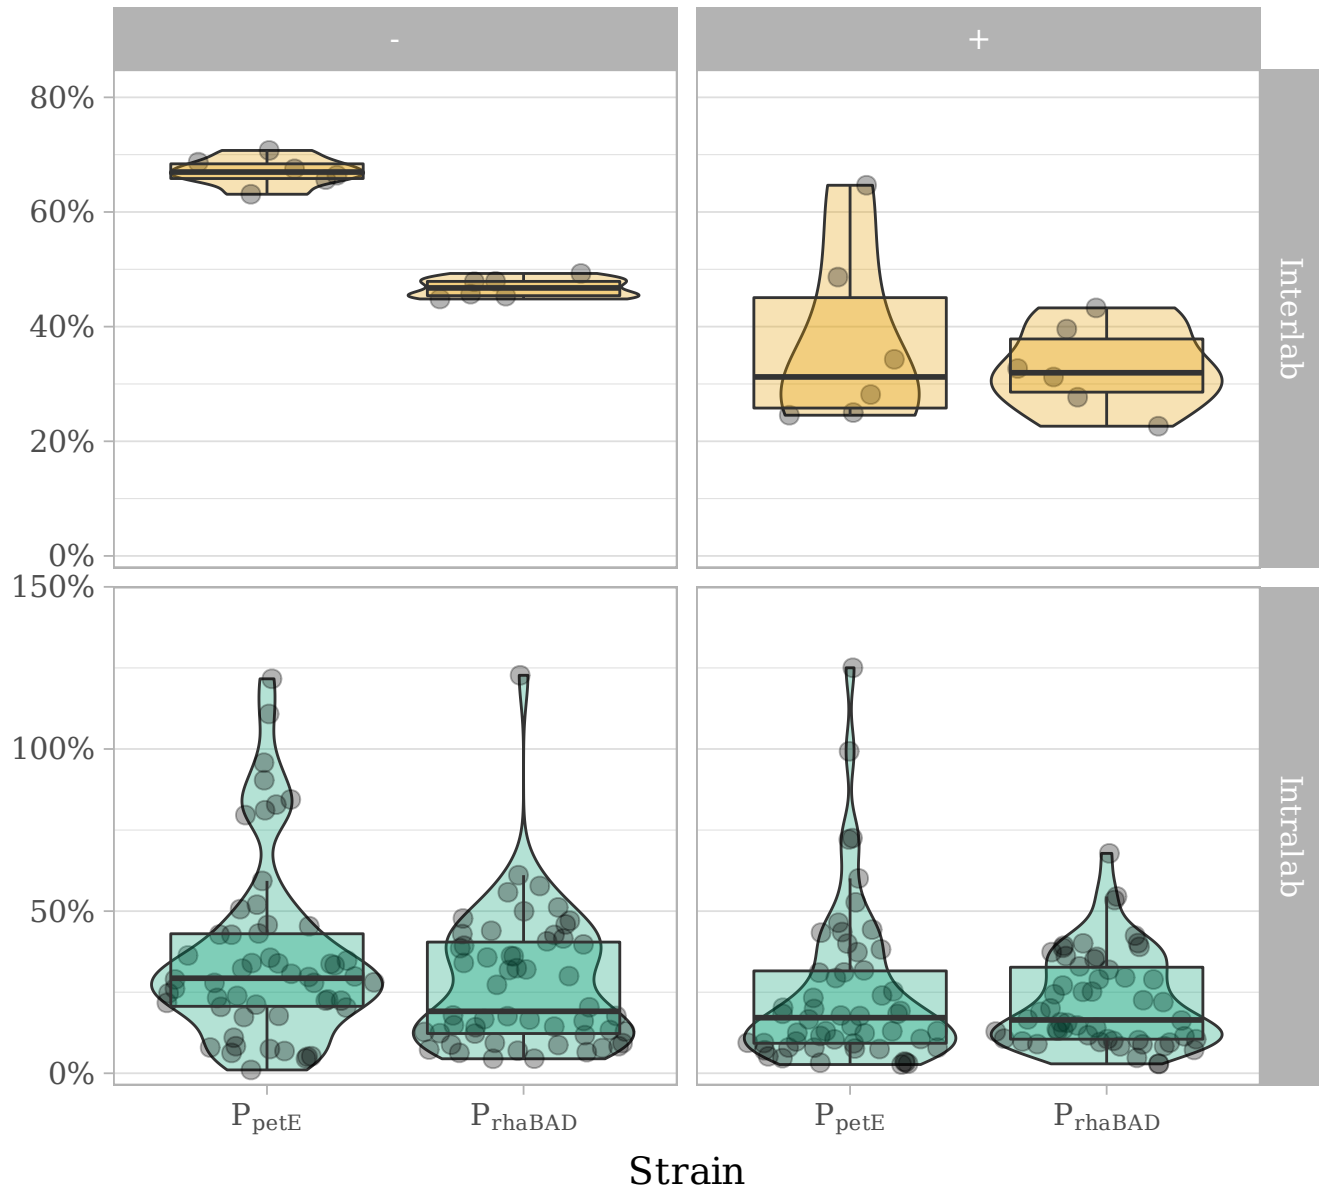 - +
80%
60%
40%
20%
0%
Interlab
150%
100%
50%
0%
Intralab
PpetE PrhaBAD PpetE PrhaBAD
Strain